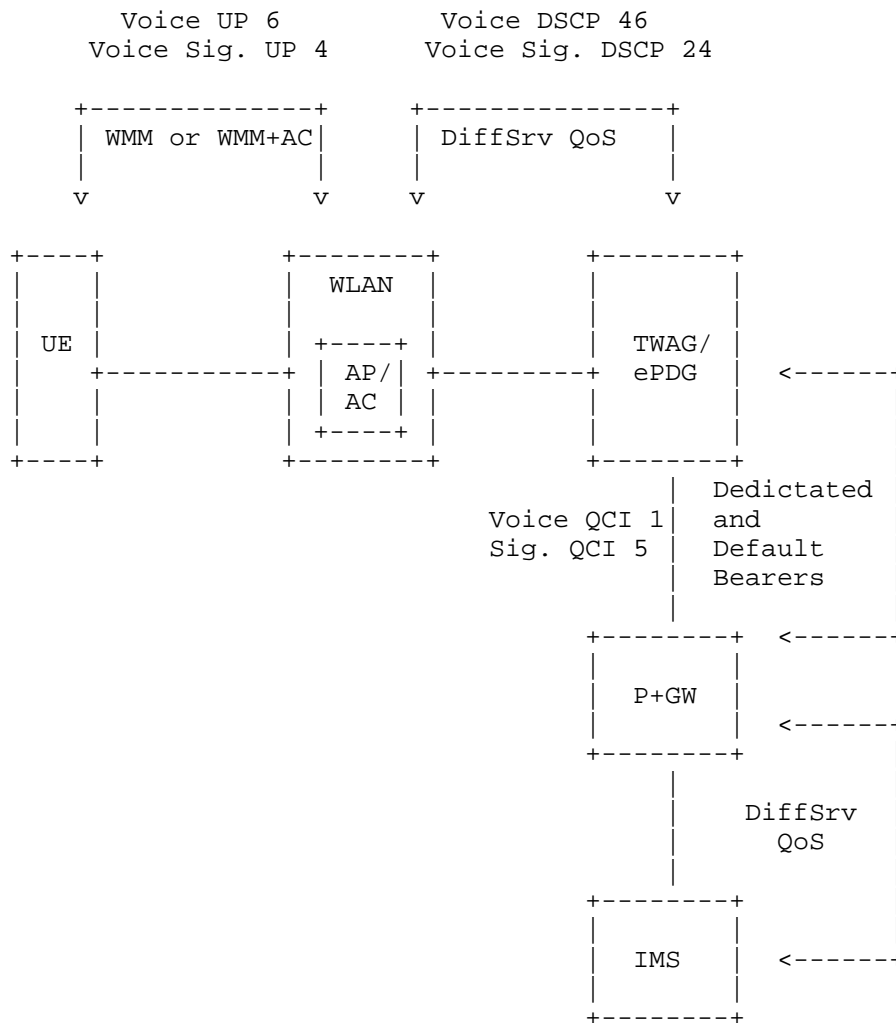 Voice UP 6 Voice DSCP 46
Voice Sig. UP 4 Voice Sig. DSCP 24
WMM or WMM+AC DiffSrv QoS
WLAN
UE TWAG/
AP/ ePDG
AC
Dedictated
Voice QCI 1 and
Sig. QCI 5 Default
Bearers
P+GW
DiffSrv
QoS
IMS